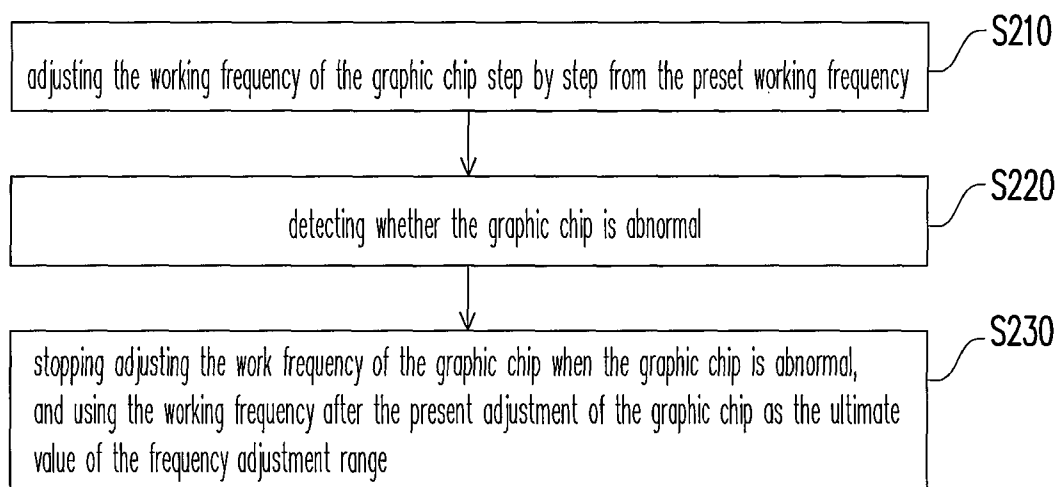 S210
adjusting the working frequency of the graphic chip step by step from the preset working frequency
S220
detecting whether the graphic chip is abnormal
S230
stopping adjusting the work frequency of the graphic chip when the graphic chip is abnormal,
and using the working frequency after the present adjustment of the graphic chip as the ultimate
value of the frequency adjustment range